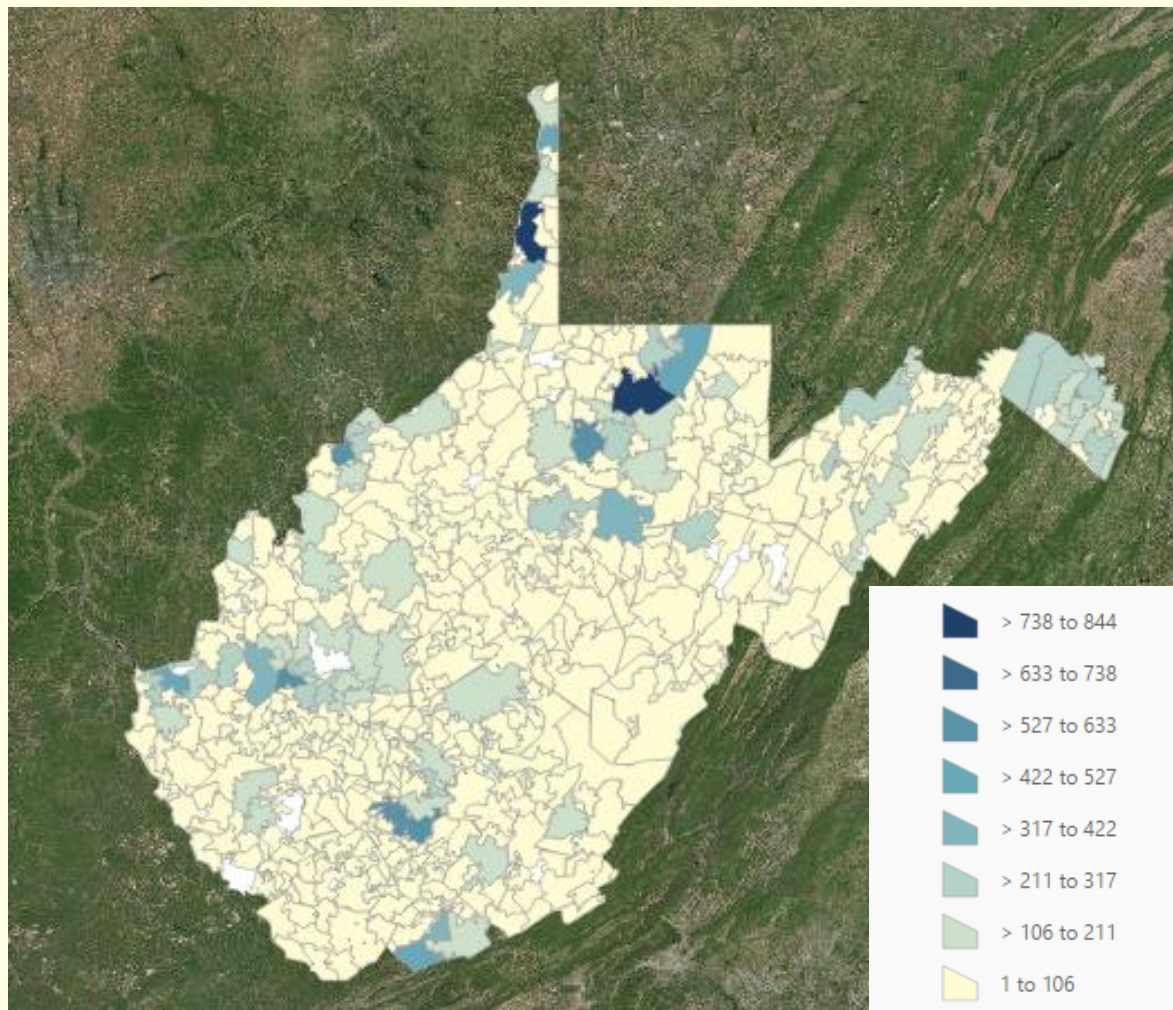 > 738 to 844
> 633 to 738
> 527 to 633
> 422 to 527
> 317 to 422
> 211 to 317
> 106 to 211
1 to 106